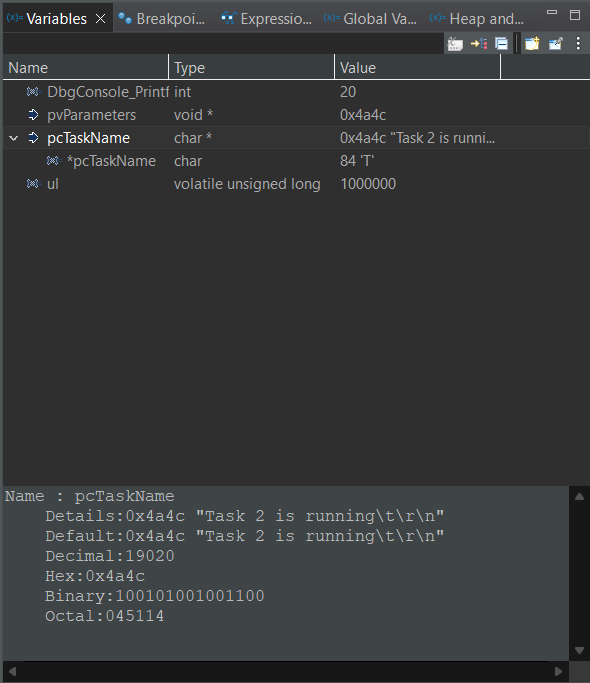 Variables Breakpoi... Expressio... Global Va... Heap and...
Name Type Value
DbgConsole_Printf int 20
pvParameters void * 0x4a4c
pcTaskName char * 0x4a4c "Task 2 is runni...
*pcTaskName char 84 'T'
ul volatile unsigned long 1000000
Name : pcTaskName
Details:0x4a4c "Task 2 is running\t\r\n"
Default:0x4a4c "Task 2 is running\t\r\n"
Decimal:19020
Hex:0x4a4c
Binary:100101001001100
Octal:045114